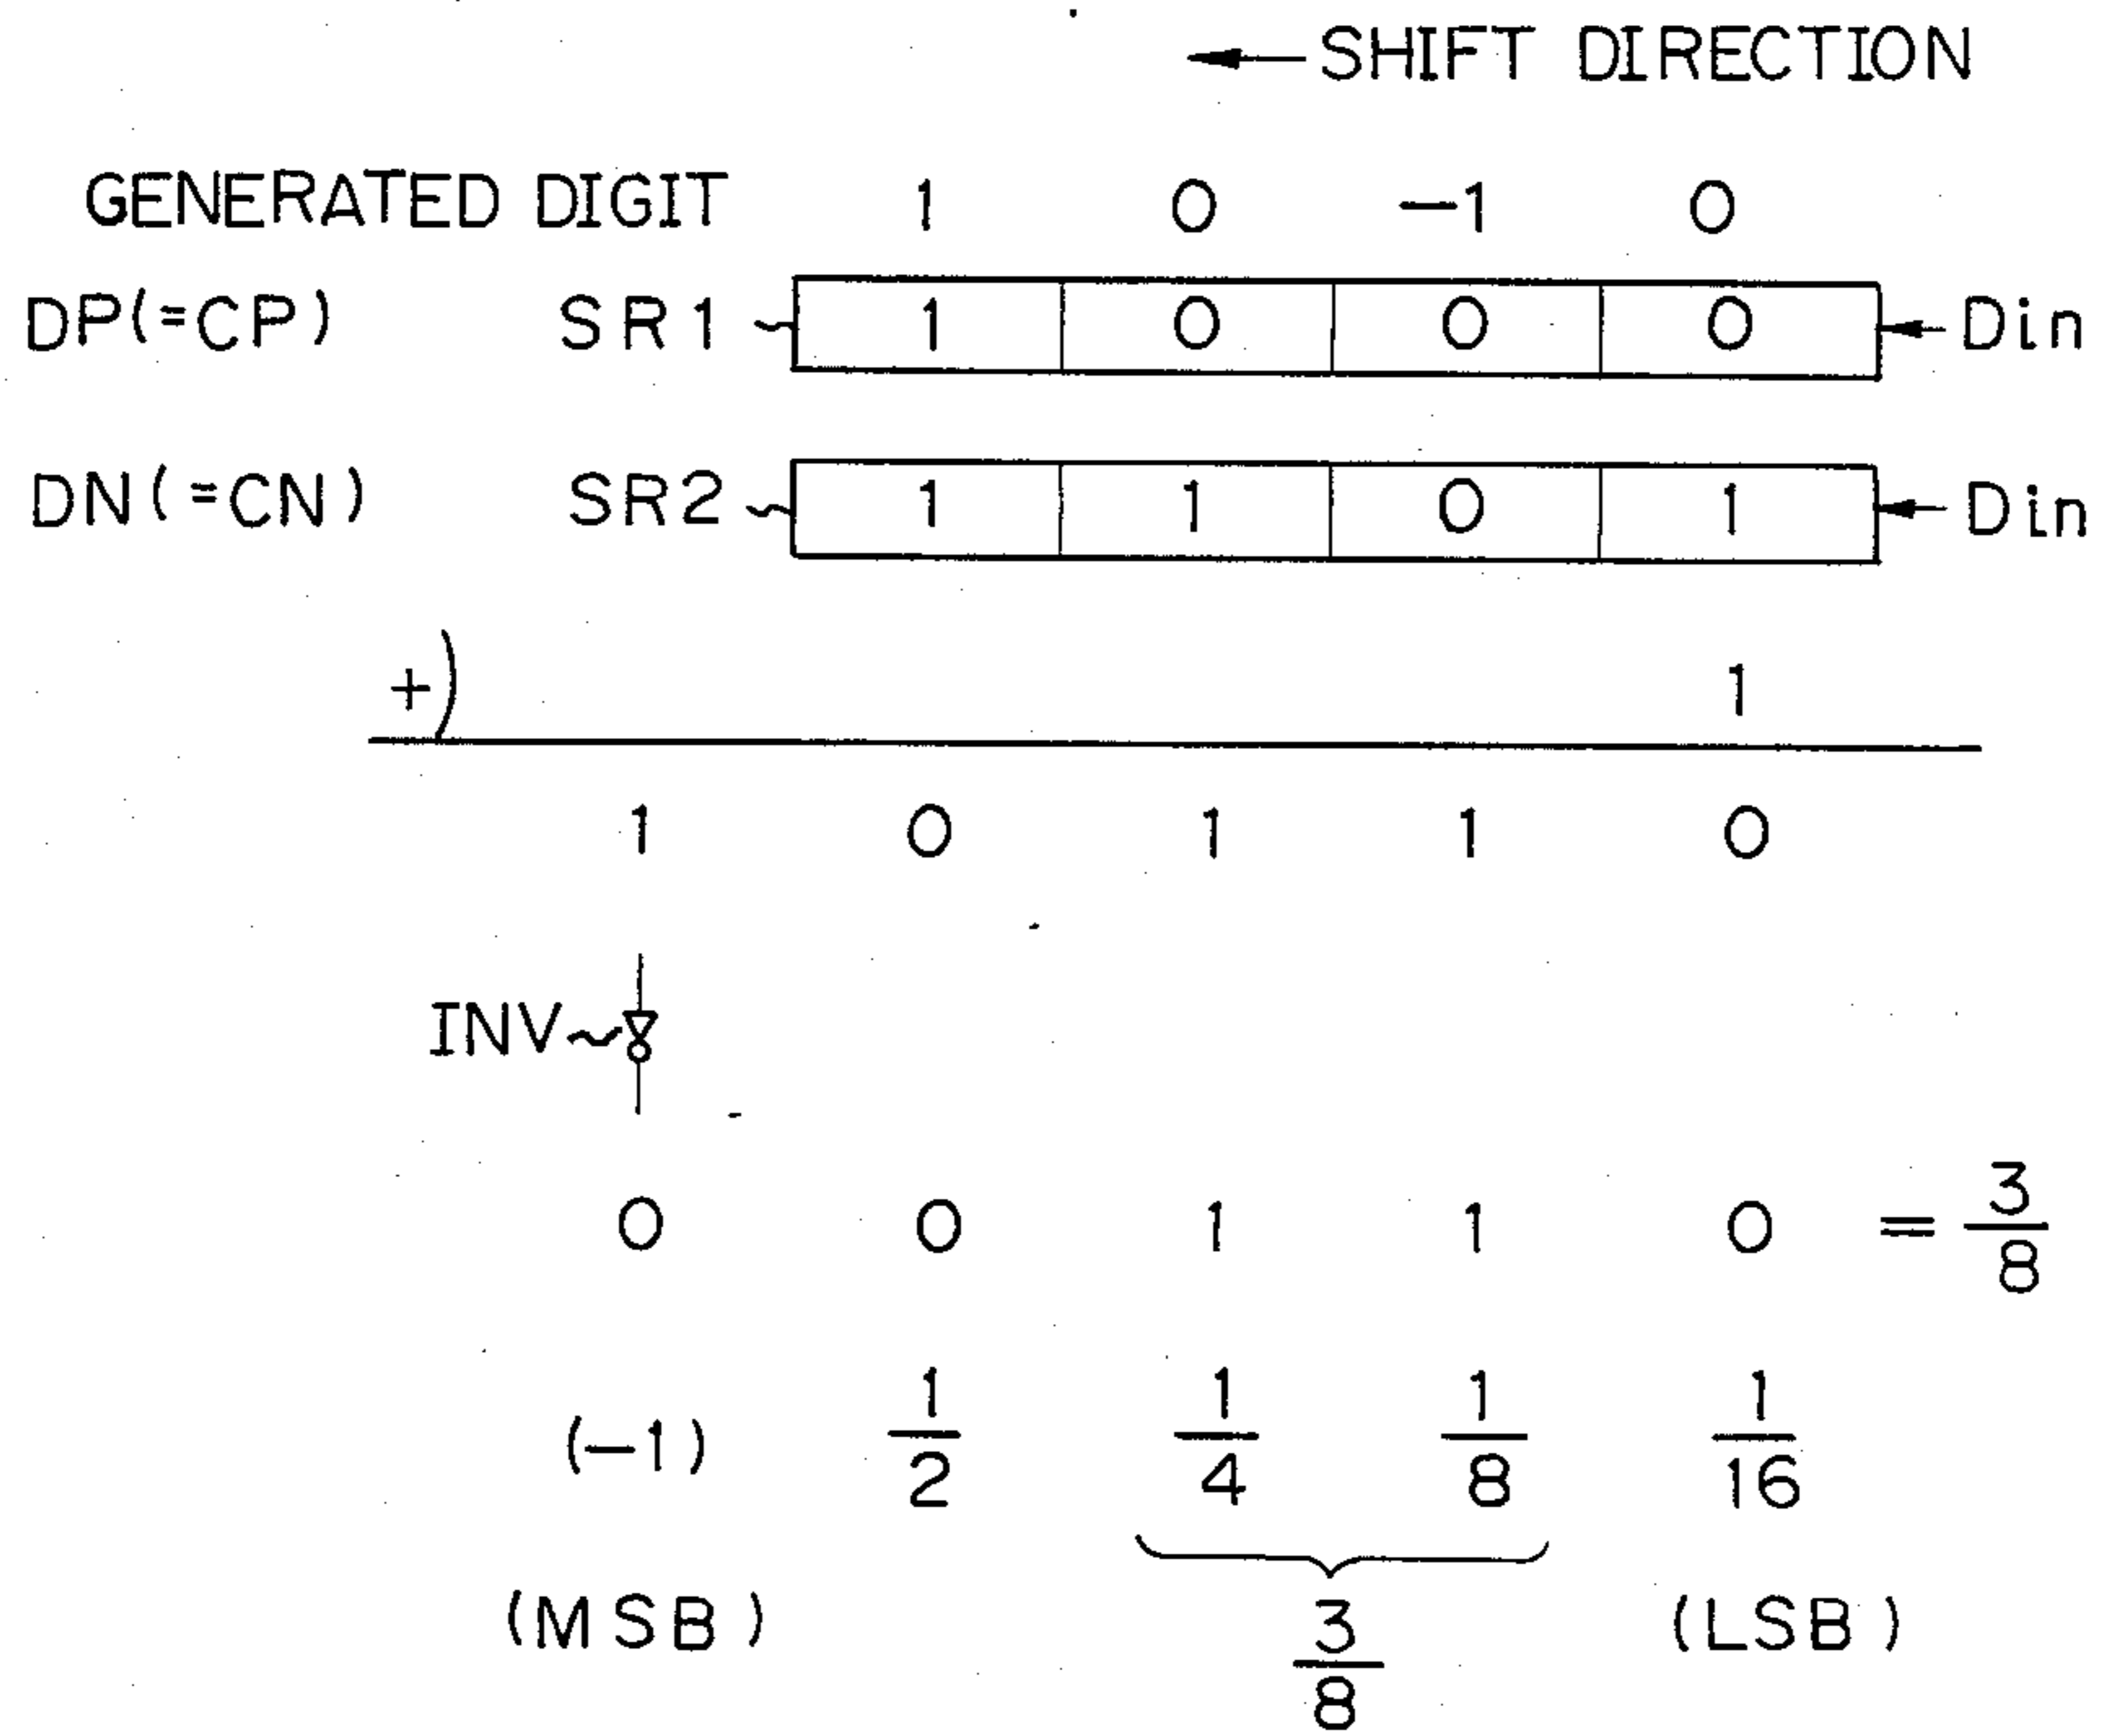 SHIFT DIRECTION
GENERATED DIGIT 1 0 −1 0
DP(=CP) SR1 1 0 0 0 Din
DN(=CN) SR2 1 1 0 1 Din
+) 1
1 0 1 1 0
INV
0 0 1 1 0 = 3/8
(−1) 1/2 1/4 1/8 1/16
(MSB) 3/8 (LSB)